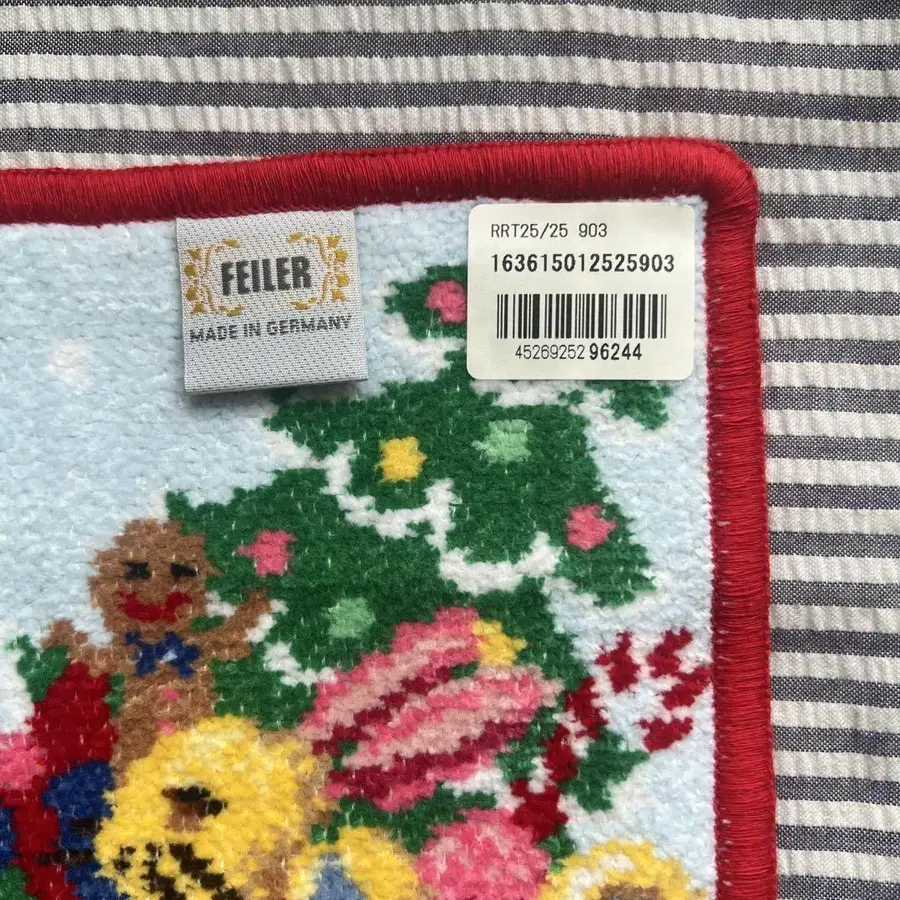 FEILER
MADE IN GERMANY
RRT25/25 903
163615012525903
45269252 96244